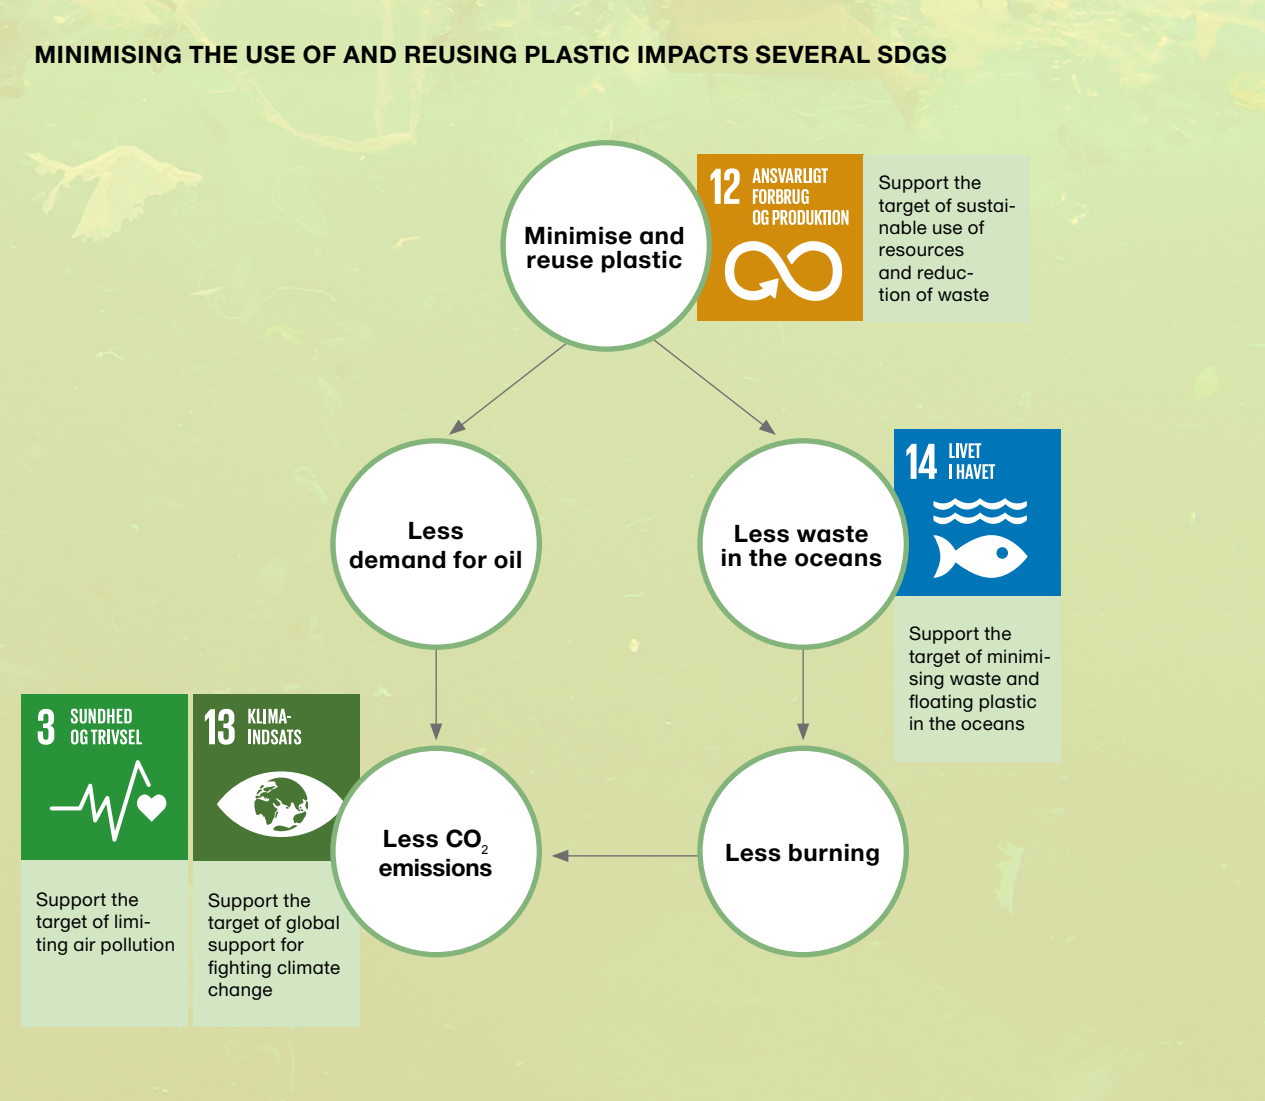 MINIMISING THE USE OF AND REUSING PLASTIC IMPACTS SEVERAL SDGS
Minimise and
reuse plastic
12 ANSVARLIGT
FORBRUG
OG PRODUKTION
Support the
target of sustai-
nable use of
resources
and reduc-
tion of waste
Less
demand for oil
Less waste
in the oceans
14 LIVET
I HAVET
Support the
target of minimi-
sing waste and
floating plastic
in the oceans
3 SUNDHED
OG TRIVSEL
Support the
target of limi-
ting air pollution
13 KLIMA-
INDSATS
Support the
target of global
support for
fighting climate
change
Less CO₂
emissions
Less burning